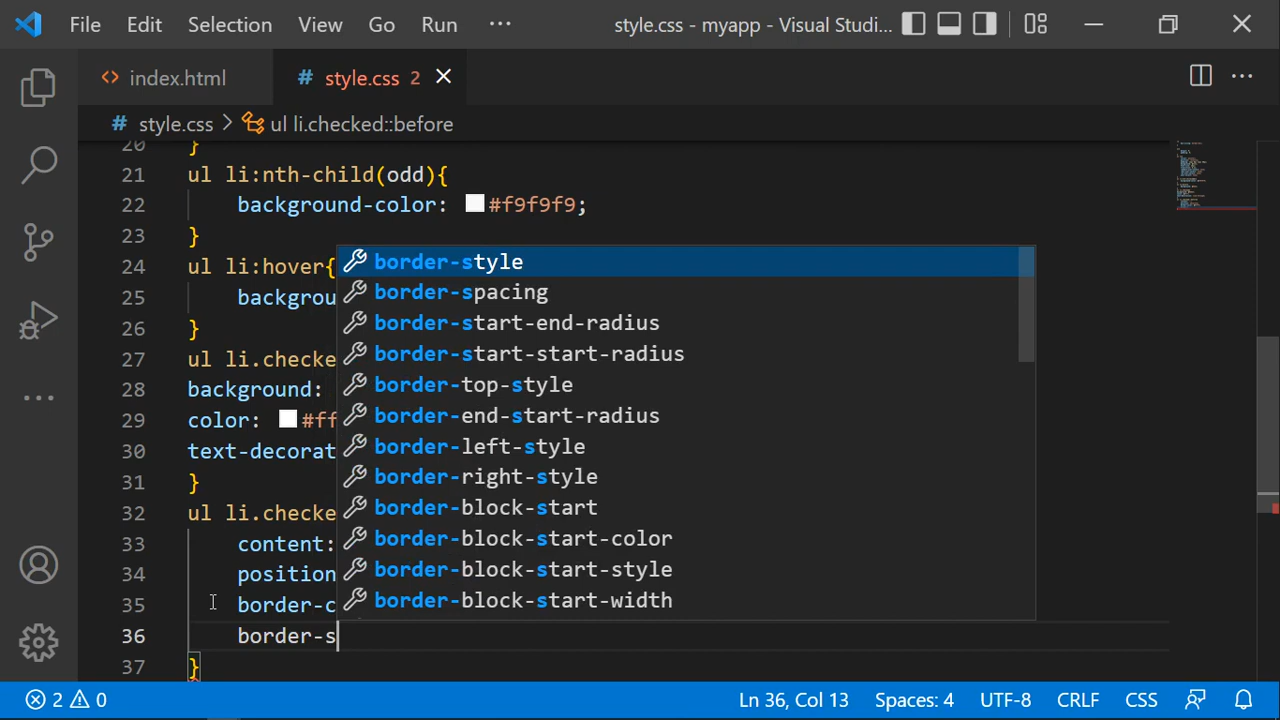 File Edit Selection View Go Run ··· style.css - myapp - Visual Studi...
index.html # style.css 2
# style.css > ul li.checked::before
20 }
21 ul li:nth-child(odd){
22 background-color: #f9f9f9;
23 }
24 ul li:hover{
25 backgrou
26 }
27 ul li.checke
28 background:
29 color: #ff
30 text-decorat
31 }
32 ul li.checke
33 content:
34 position
35 border-c
36 border-s
37 }
border-style
border-spacing
border-start-end-radius
border-start-start-radius
border-top-style
border-end-start-radius
border-left-style
border-right-style
border-block-start
border-block-start-color
border-block-start-style
border-block-start-width
2 0 Ln 36, Col 13 Spaces: 4 UTF-8 CRLF CSS